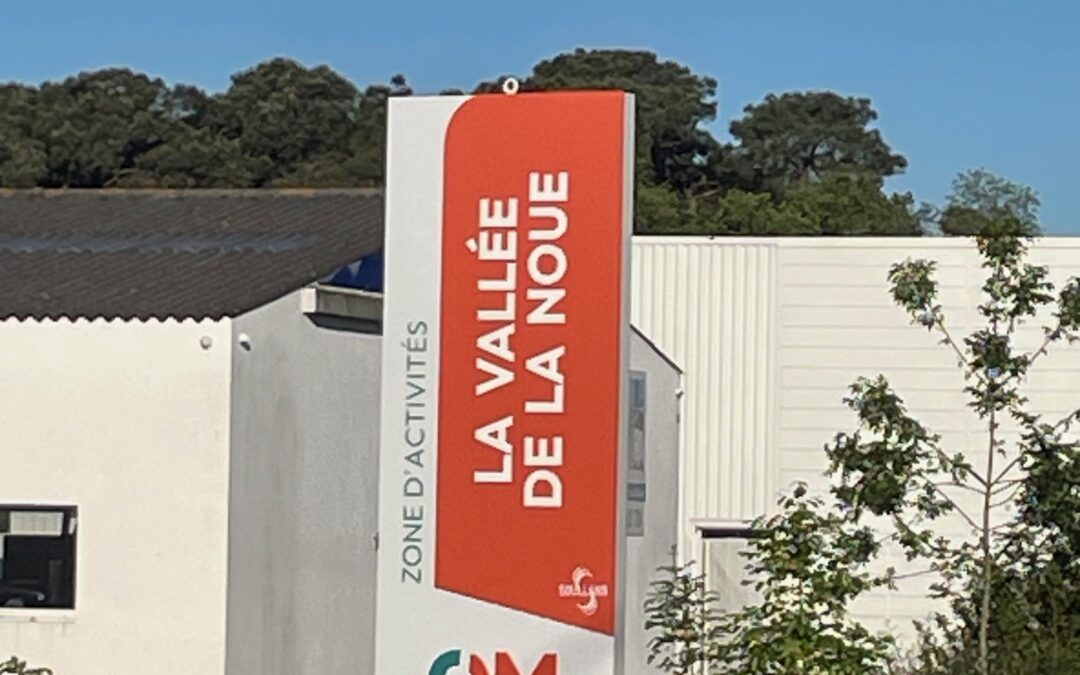 ZONE D'ACTIVITÉS
LA VALLÉE
DE LA NOUE